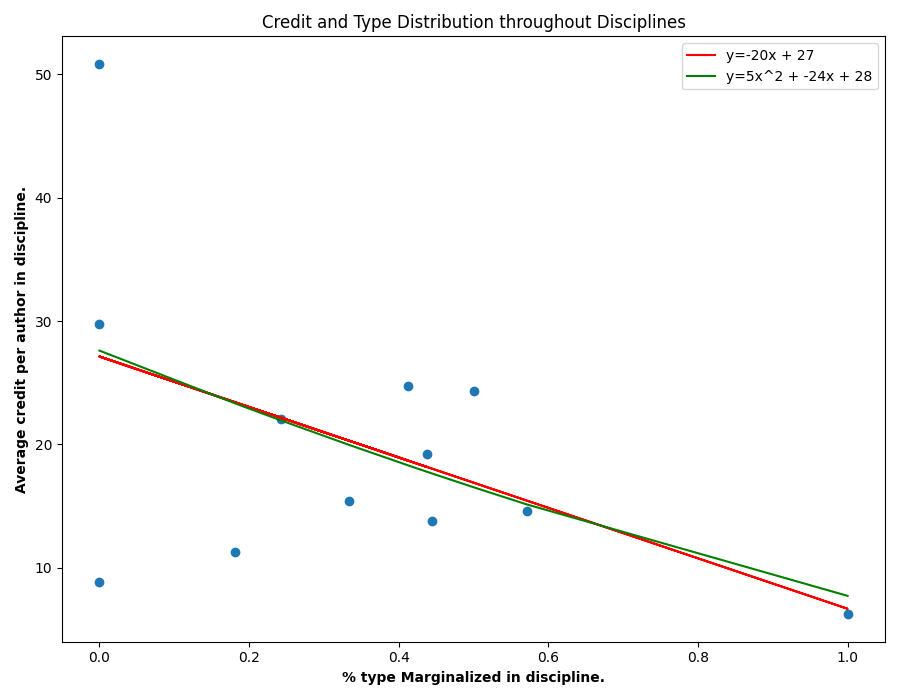 Credit and Type Distribution throughout Disciplines
y=-20x + 27
y=5x^2 + -24x + 28
50
40
30
20
10
Average credit per author in discipline.
0.0
0.2
0.4
0.6
0.8
1.0
% type Marginalized in discipline.